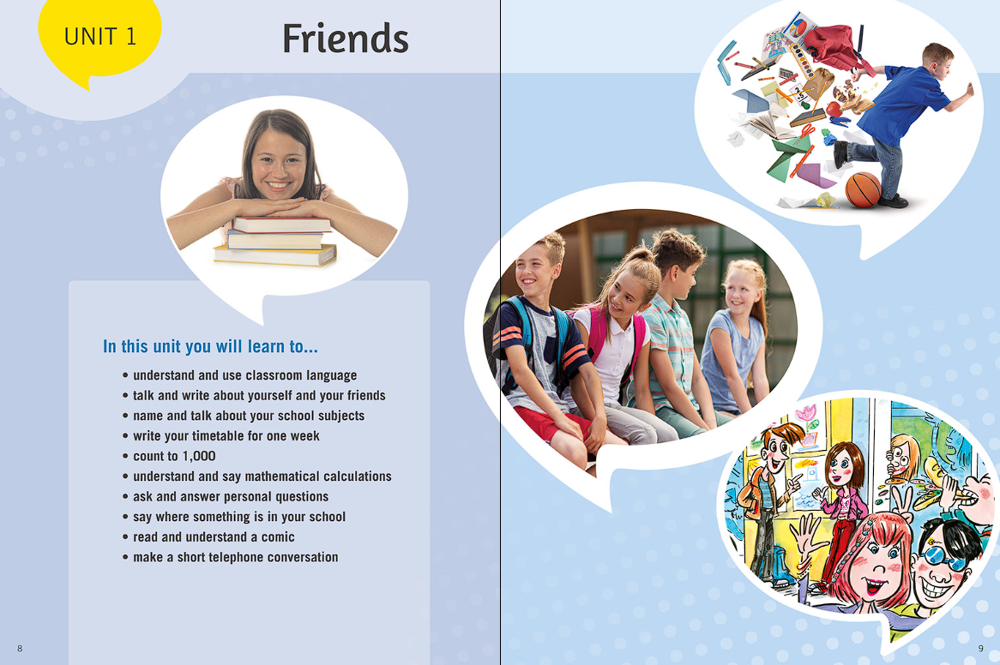 UNIT 1
Friends
In this unit you will learn to...
• understand and use classroom language
• talk and write about yourself and your friends
• name and talk about your school subjects
• write your timetable for one week
• count to 1,000
• understand and say mathematical calculations
• ask and answer personal questions
• say where something is in your school
• read and understand a comic
• make a short telephone conversation
8
9